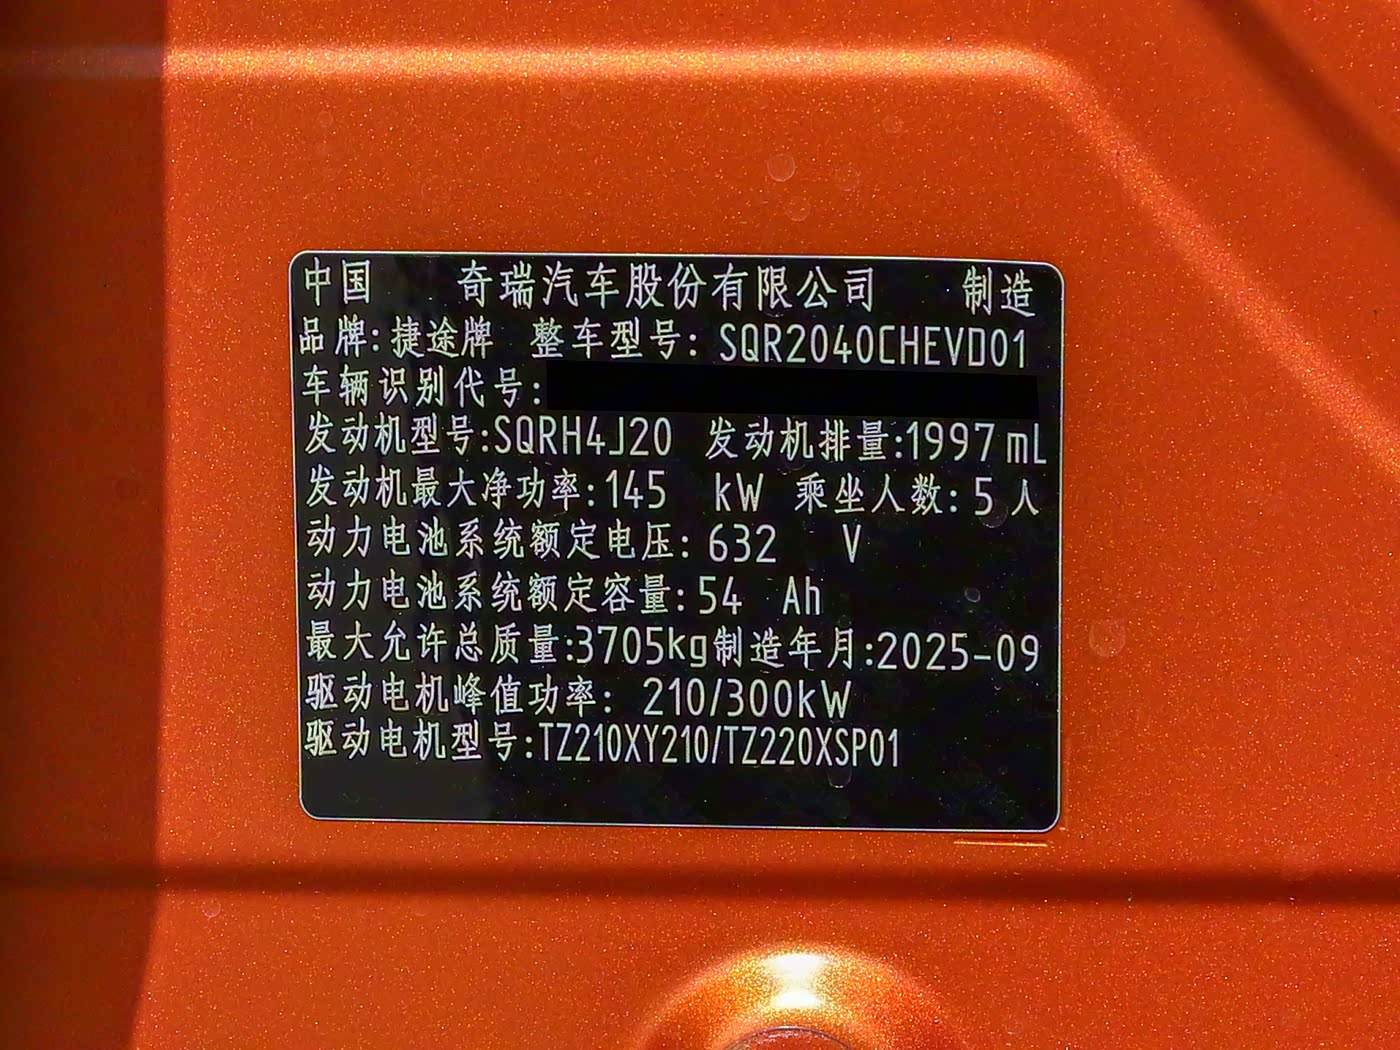 中国 奇瑞汽车股份有限公司 制造
品牌:捷途牌 整车型号:SQR2040CHEVD01
车辆识别代号:
发动机型号:SQRH4J20 发动机排量:1997mL
发动机最大净功率:145 kW 乘坐人数:5人
动力电池系统额定电压:632 V
动力电池系统额定容量:54 Ah
最大允许总质量:3705kg制造年月:2025-09
驱动电机峰值功率: 210/300kW
驱动电机型号:TZ210XY210/TZ220XSP01